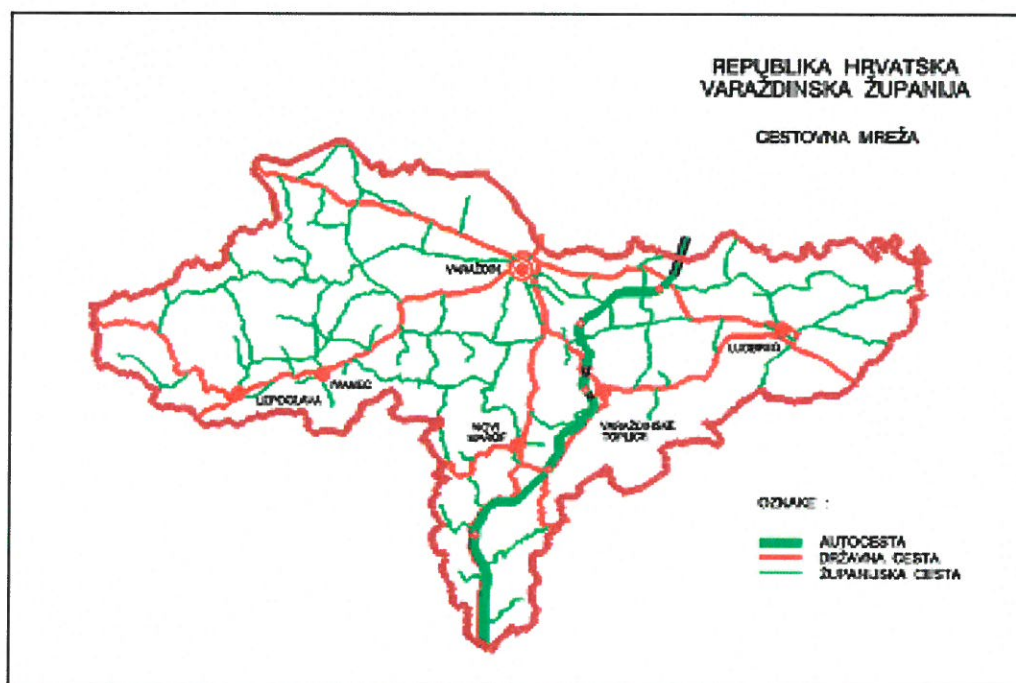 REPUBLIKA HRVATSKA
VARAŽDINSKA ŽUPANIJA
CESTOVNA MREŽA
VARAŽDIN
LUDBREG
IVANEC
LEPOGLAVA
NOVI
MAROF
VARAŽDINSKE
TOPLICE
OZNAKE :
AUTOCESTA
DRŽAVNA CESTA
ŽUPANIJSKA CESTA